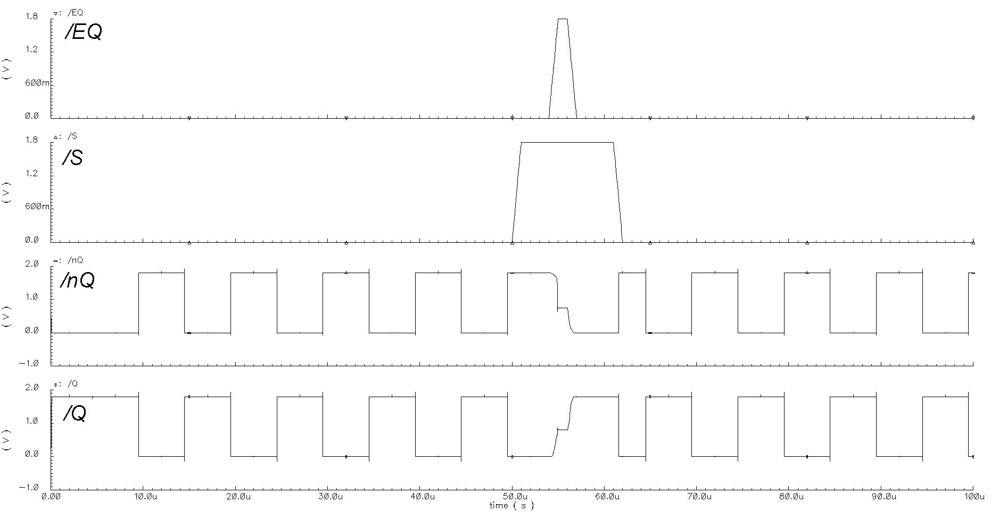 ▿: /EQ
1.8
/EQ
1.2
(V)
600m
0.0
▵: /S
1.8
/S
1.2
(V)
600m
0.0
/nQ
2.0
/nQ
1.0
(V)
0.0
-1.0
/Q
2.0
/Q
1.0
(V)
0.0
-1.0
0.00 10.0u 20.0u 30.0u 40.0u 50.0u 60.0u 70.0u 80.0u 90.0u 100u
time ( s )